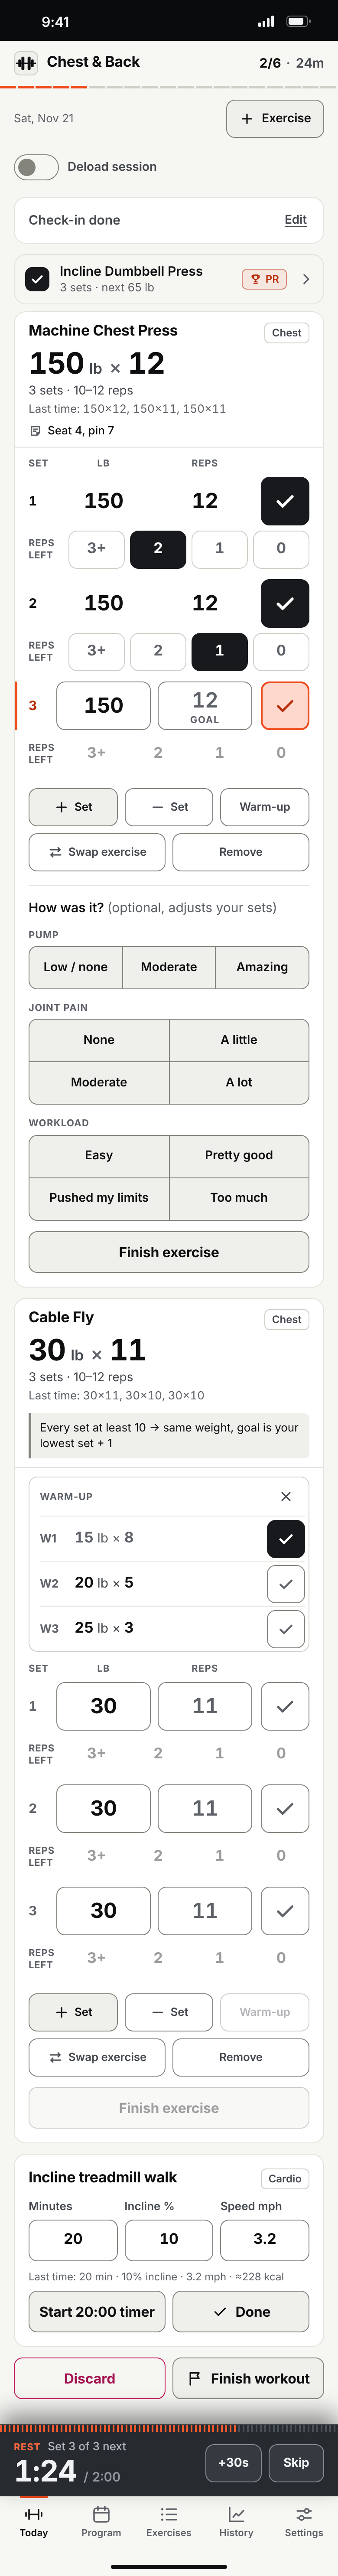 9:41
Chest & Back
2/6 · 24m
Sat, Nov 21
+ Exercise
Deload session
Check-in done
Edit
Incline Dumbbell Press
3 sets · next 65 lb
PR
Machine Chest Press
Chest
150 lb × 12
3 sets · 10–12 reps
Last time: 150×12, 150×11, 150×11
Seat 4, pin 7
SET LB REPS
1 150 12
REPS LEFT 3+ 2 1 0
2 150 12
REPS LEFT 3+ 2 1 0
3 150 12 GOAL
REPS LEFT 3+ 2 1 0
+ Set — Set Warm-up
Swap exercise Remove
How was it? (optional, adjusts your sets)
PUMP
Low / none Moderate Amazing
JOINT PAIN
None A little
Moderate A lot
WORKLOAD
Easy Pretty good
Pushed my limits Too much
Finish exercise
Cable Fly
Chest
30 lb × 11
3 sets · 10–12 reps
Last time: 30×11, 30×10, 30×10
Every set at least 10 → same weight, goal is your
lowest set + 1
WARM-UP
W1 15 lb × 8
W2 20 lb × 5
W3 25 lb × 3
SET LB REPS
1 30 11
REPS LEFT 3+ 2 1 0
2 30 11
REPS LEFT 3+ 2 1 0
3 30 11
REPS LEFT 3+ 2 1 0
+ Set — Set Warm-up
Swap exercise Remove
Finish exercise
Incline treadmill walk
Cardio
Minutes Incline % Speed mph
20 10 3.2
Last time: 20 min · 10% incline · 3.2 mph · ≈228 kcal
Start 20:00 timer Done
Discard Finish workout
REST Set 3 of 3 next
1:24 / 2:00
+30s Skip
Today Program Exercises History Settings